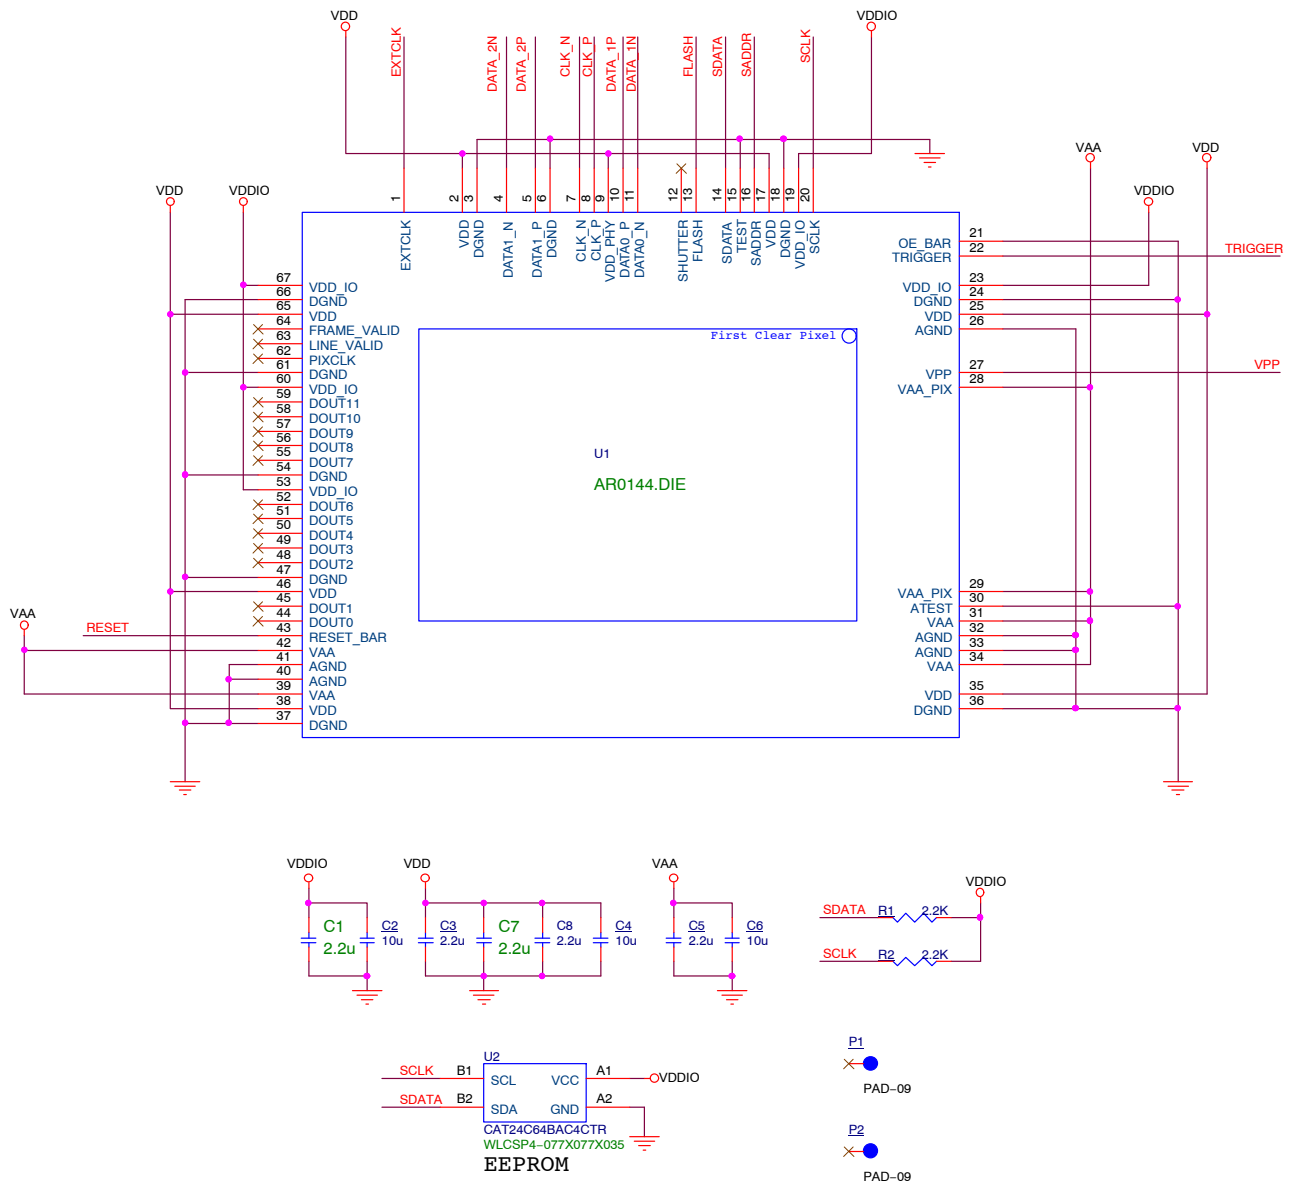 VDD
VDDIO
EXTCLK
DATA_2N
DATA_2P
CLK_N
CLK_P
DATA_1P
DATA_1N
FLASH
SDATA
SADDR
SCLK
VDD
VDDIO
VAA
VDD
VDDIO
1
2
3
4
5
6
7
8
9
10
11
12
13
14
15
16
17
18
19
20
EXTCLK
VDD
DGND
DATA1_N
DATA1_P
DGND
CLK_N
CLK_P
VDD_PHY
DATA0_P
DATA0_N
SHUTTER
FLASH
SDATA
TEST
SADDR
VDD
DGND
VDD_IO
SCLK
67 VDD_IO
66 DGND
65 VDD
64 FRAME_VALID
63 LINE_VALID
62 PIXCLK
61 DGND
60 VDD_IO
59 DOUT11
58 DOUT10
57 DOUT9
56 DOUT8
55 DOUT7
54 DGND
53 VDD_IO
52 DOUT6
51 DOUT5
50 DOUT4
49 DOUT3
48 DOUT2
47 DGND
46 VDD
45 DOUT1
44 DOUT0
VAA
RESET
43 RESET_BAR
42 VAA
41 AGND
40 AGND
39 VAA
38 VDD
37 DGND
First Clear Pixel
U1
AR0144.DIE
OE_BAR 21
TRIGGER 22 TRIGGER
VDD_IO 23
DGND 24
VDD 25
AGND 26
VPP 27 VPP
VAA_PIX 28
VAA_PIX 29
ATEST 30
VAA 31
AGND 32
AGND 33
VAA 34
VDD 35
DGND 36
VDDIO
C1
2.2u
C2
10u
VDD
C3
2.2u
C7
2.2u
C8
2.2u
C4
10u
VAA
C5
2.2u
C6
10u
VDDIO
SDATA R1 2.2K
SCLK R2 2.2K
U2
SCLK B1 SCL VCC A1 VDDIO
SDATA B2 SDA GND A2
CAT24C64BAC4CTR
WLCSP4-077X077X035
EEPROM
P1
PAD-09
P2
PAD-09